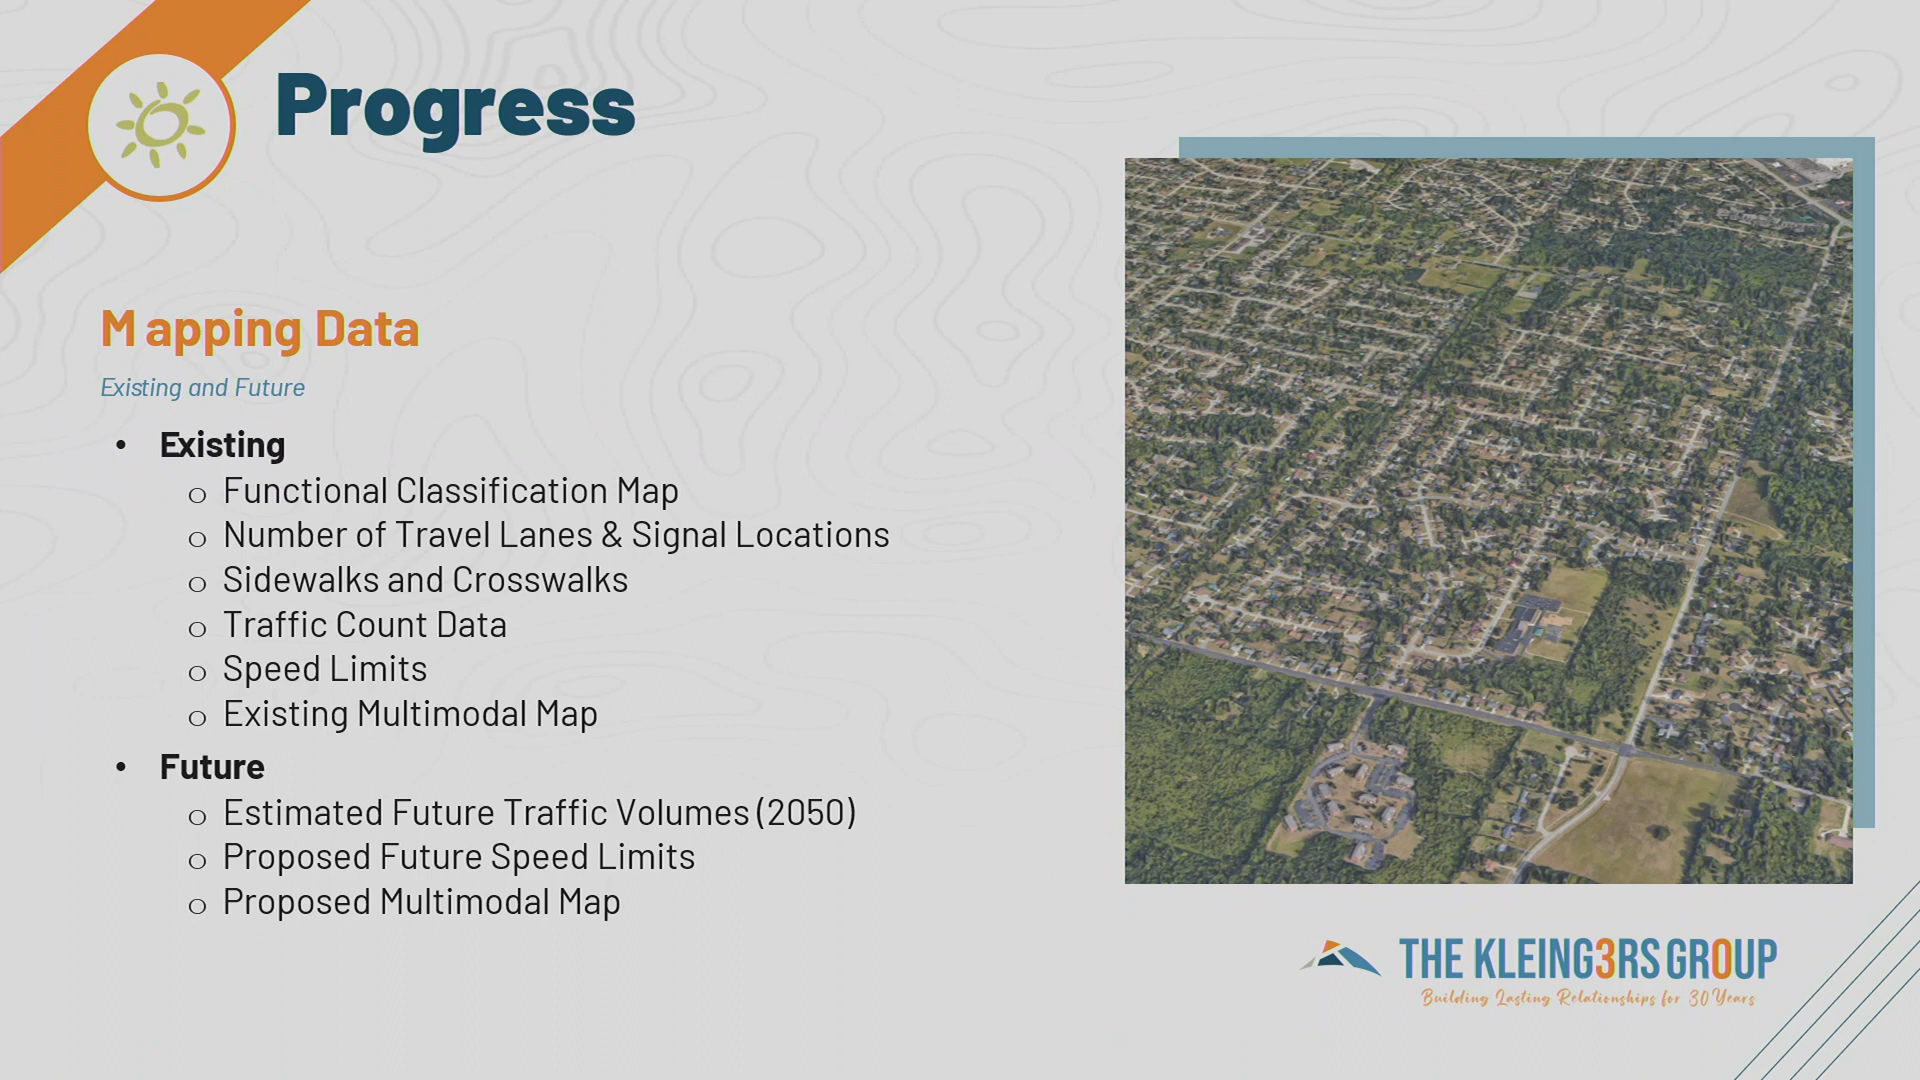 Progress
Mapping Data
Existing and Future
• Existing
o Functional Classification Map
o Number of Travel Lanes & Signal Locations
o Sidewalks and Crosswalks
o Traffic Count Data
o Speed Limits
o Existing Multimodal Map
• Future
o Estimated Future Traffic Volumes (2050)
o Proposed Future Speed Limits
o Proposed Multimodal Map
THE KLEING3RS GROUP
Building Lasting Relationships for 30 Years